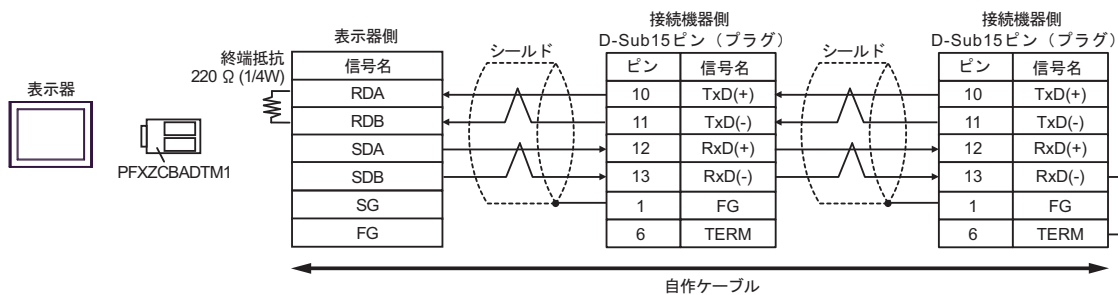 表示器
PFXZCBADTM1
終端抵抗
220 Ω (1/4W)
表示器側
信号名
RDA
RDB
SDA
SDB
SG
FG
シールド
接続機器側
D-Sub15ピン（プラグ）
ピン 信号名
10 TxD(+)
11 TxD(-)
12 RxD(+)
13 RxD(-)
1 FG
6 TERM
シールド
接続機器側
D-Sub15ピン（プラグ）
ピン 信号名
10 TxD(+)
11 TxD(-)
12 RxD(+)
13 RxD(-)
1 FG
6 TERM
自作ケーブル